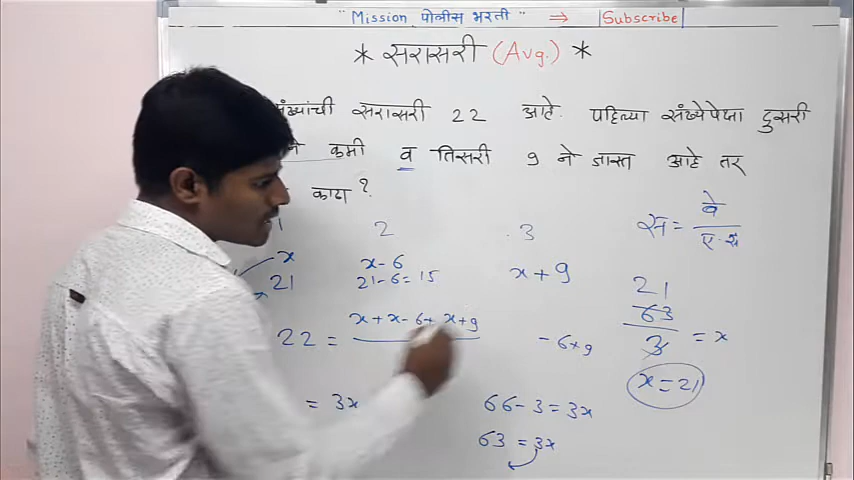 "Mission पोलीस भरती" ⇒ |Subscribe|
* सरासरी (Avg.) *
संख्यांची सरासरी 22 आहे. पहिल्या संख्येपेक्षा दुसरी
ने कमी व तिसरी 9 ने जास्त आहे तर
काढा ?
1 2 3
x x-6 x+9
21 21-6=15
स = बे / ए.सं
22 = x+x-6+x+9
-6+9
21
63 / 3 = x
x=21
= 3x
66-3=3x
63 = 3x